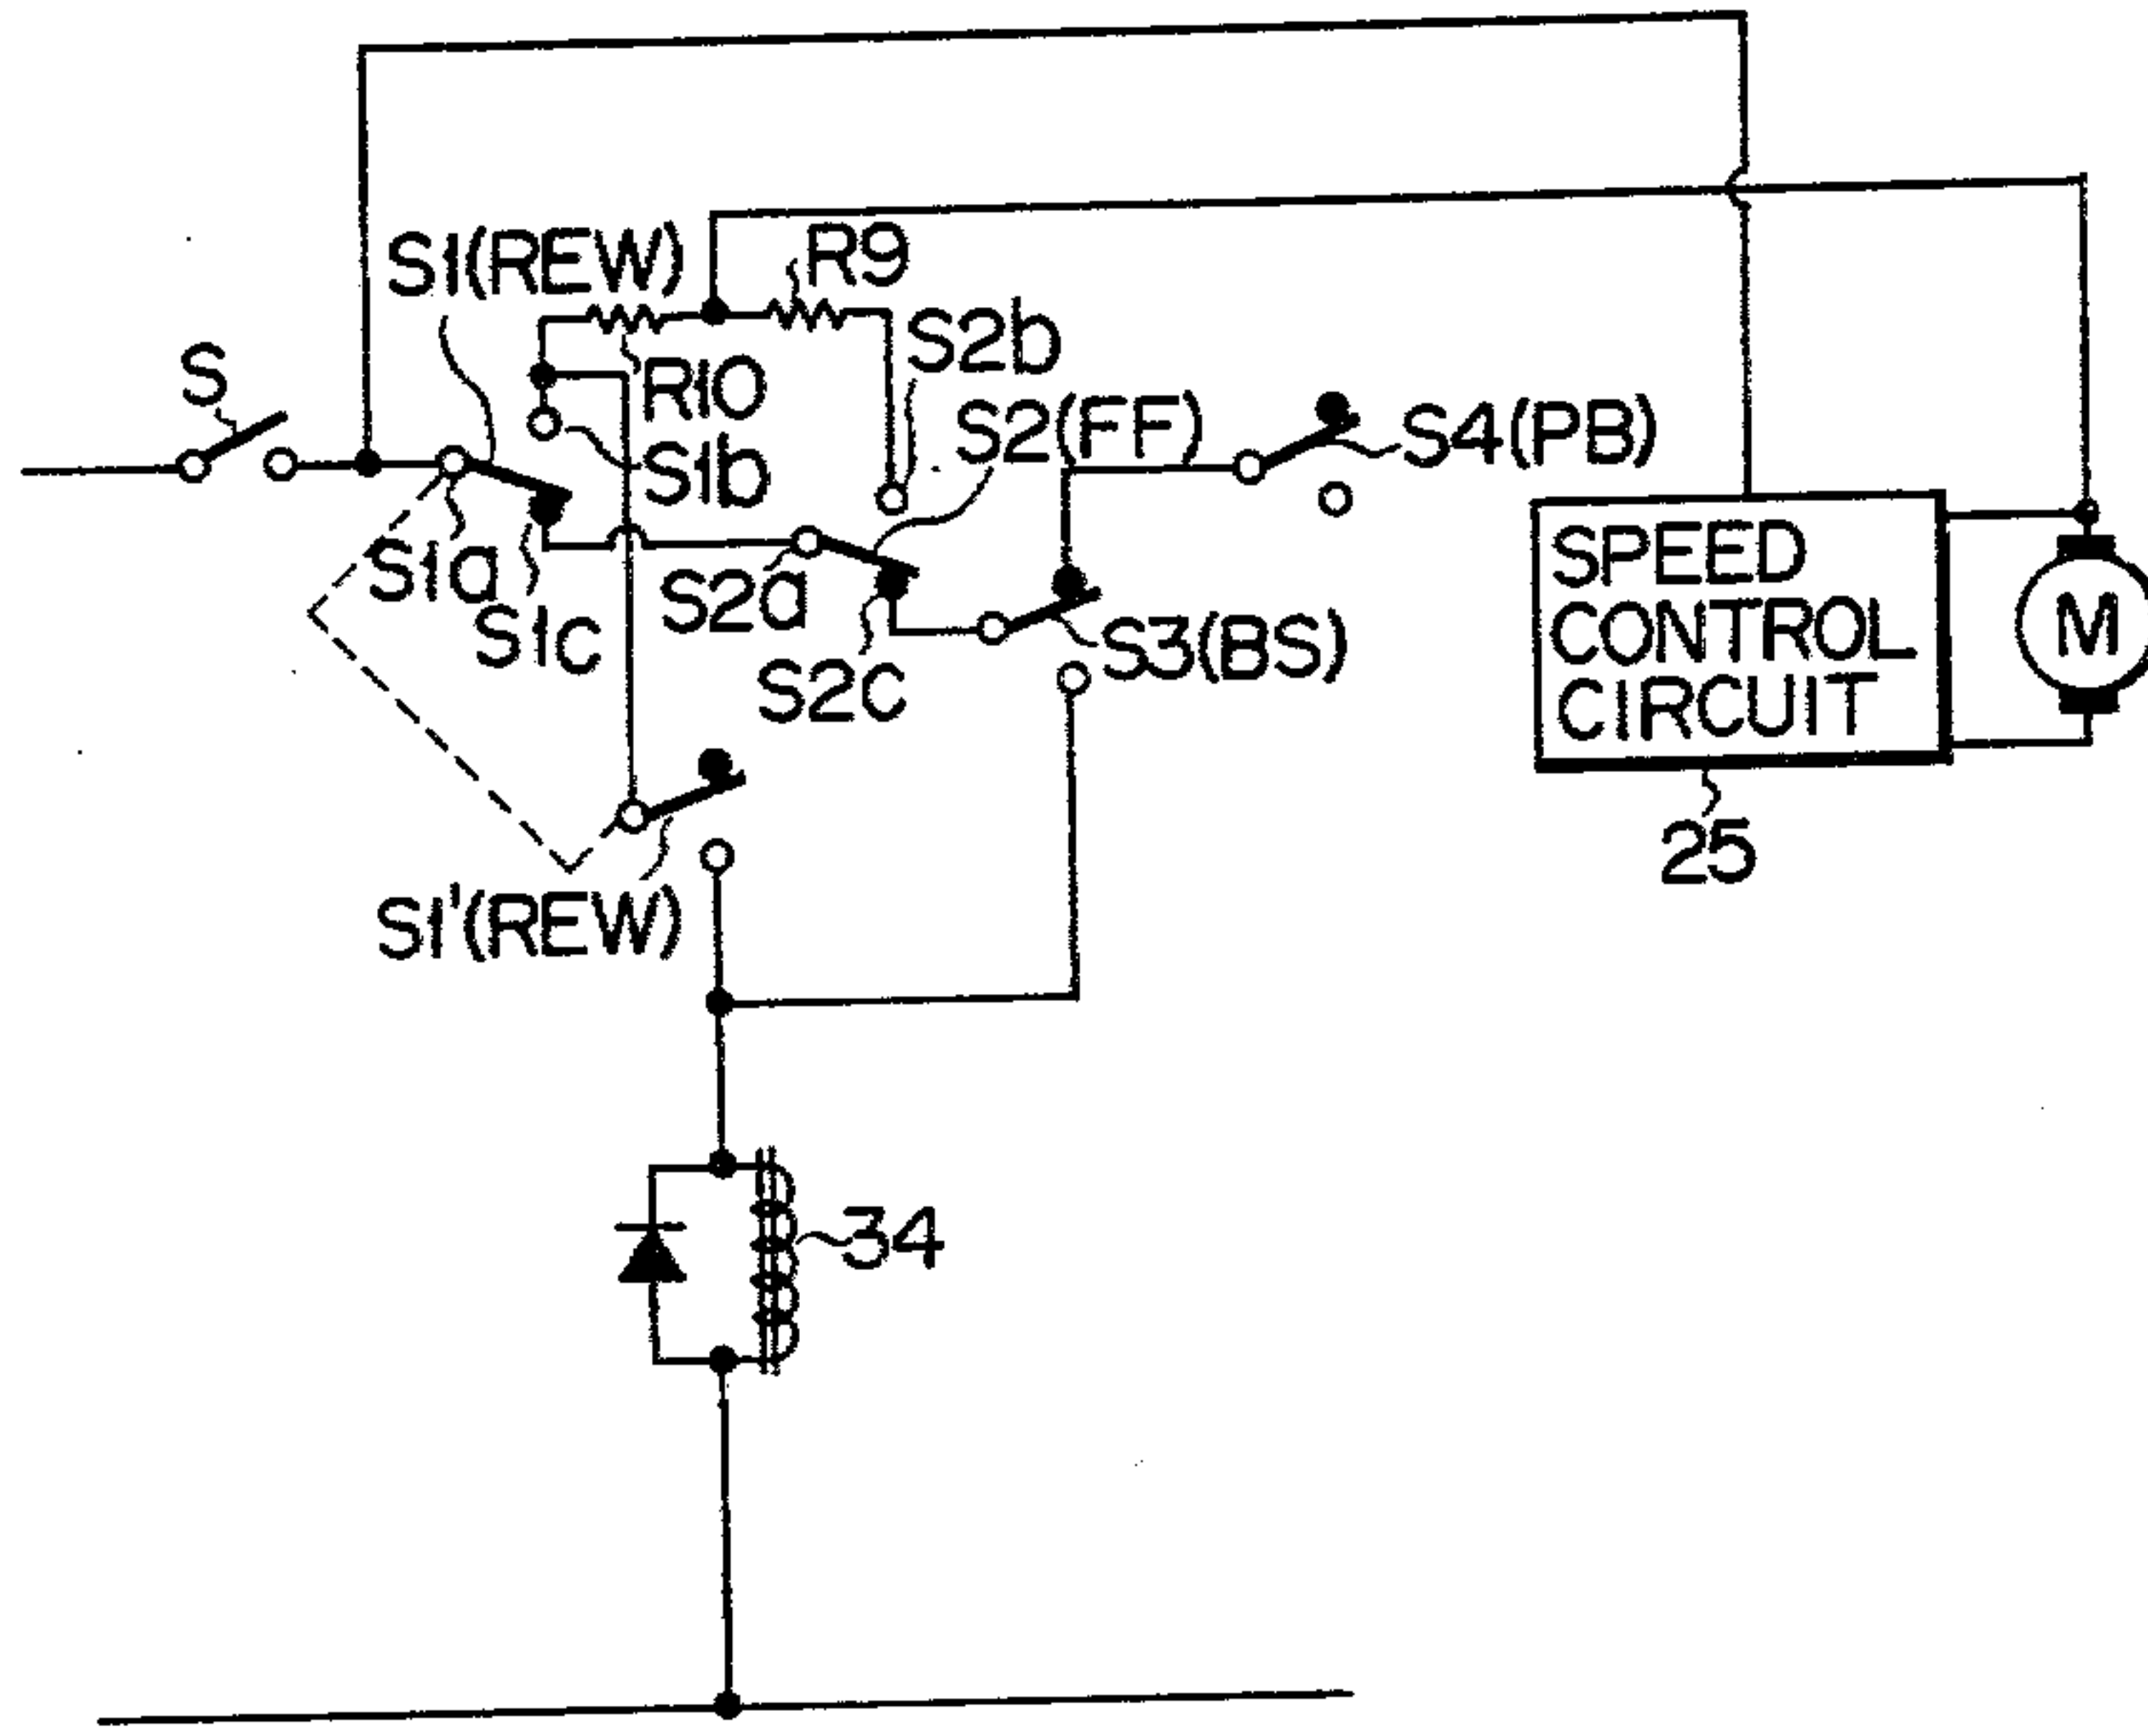 S1(REW)
R9
S
R10
S2b
S2(FF)
S4(PB)
S1b
S1a
S1c
S2a
S2c
S3(BS)
SPEED
CONTROL
CIRCUIT
M
25
S1'(REW)
34